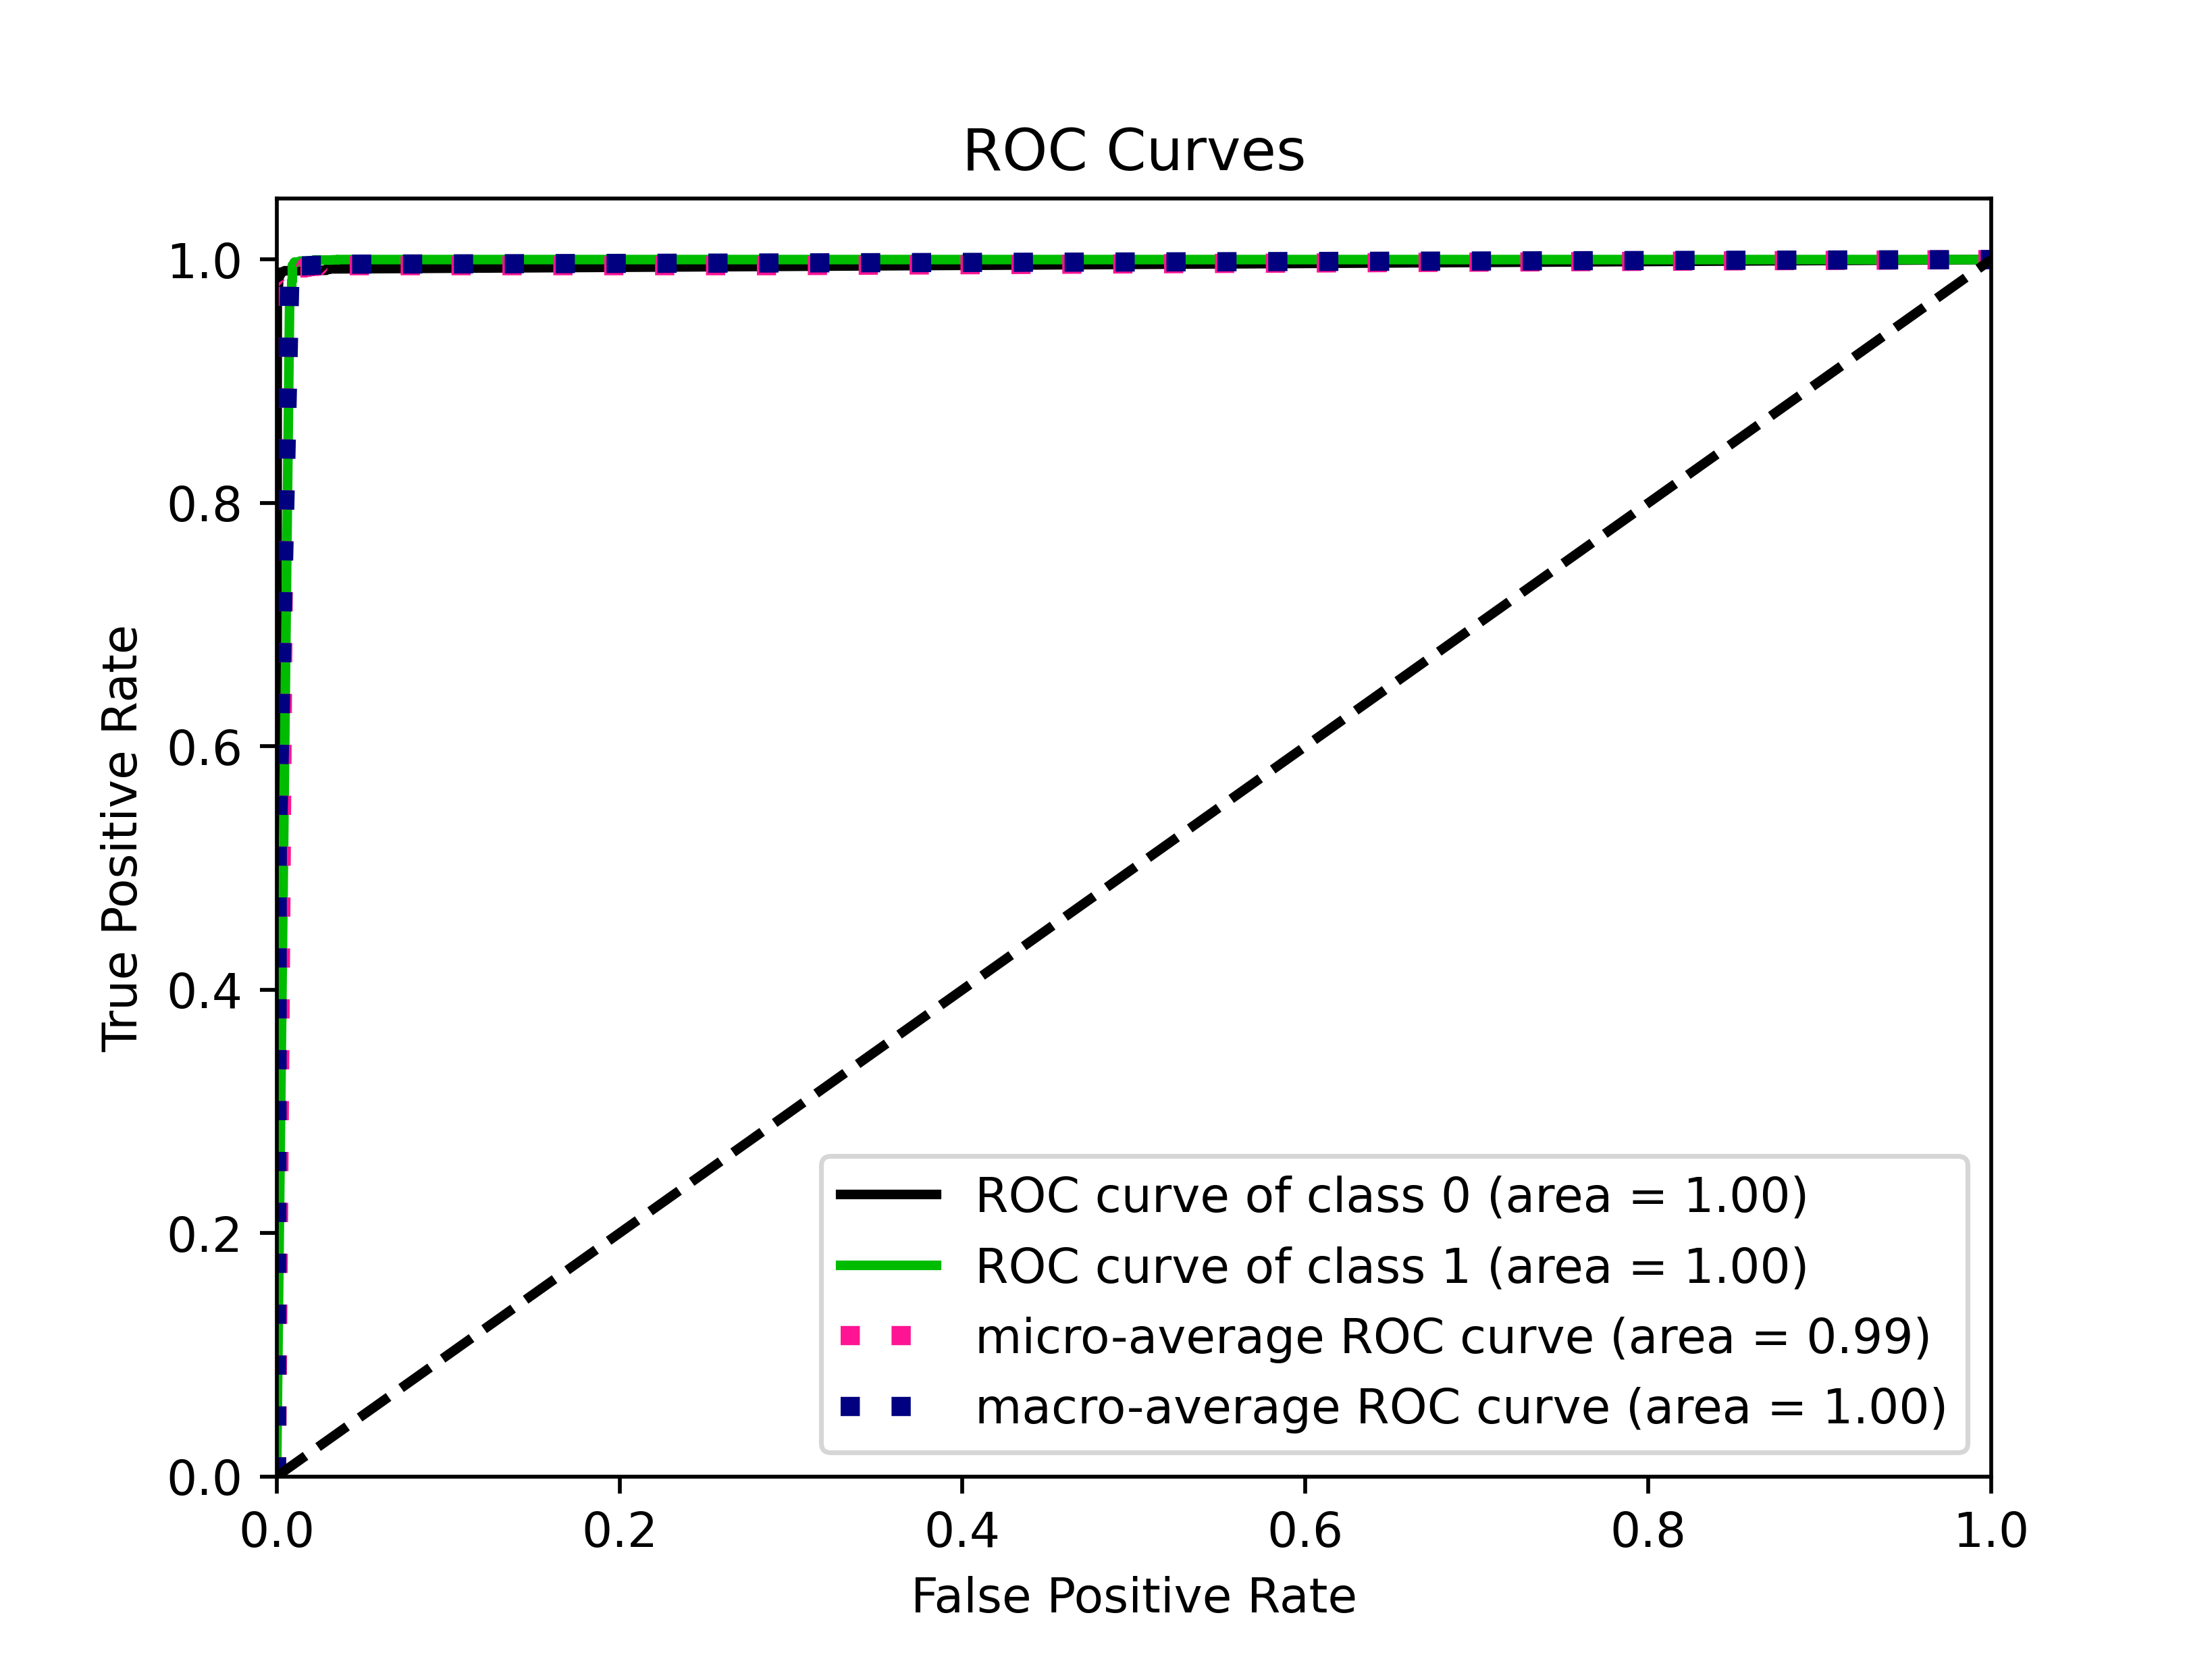 ROC Curves
1.0
0.8
0.6
0.4
0.2
0.0
True Positive Rate
ROC curve of class 0 (area = 1.00)
ROC curve of class 1 (area = 1.00)
micro-average ROC curve (area = 0.99)
macro-average ROC curve (area = 1.00)
0.0 0.2 0.4 0.6 0.8 1.0
False Positive Rate